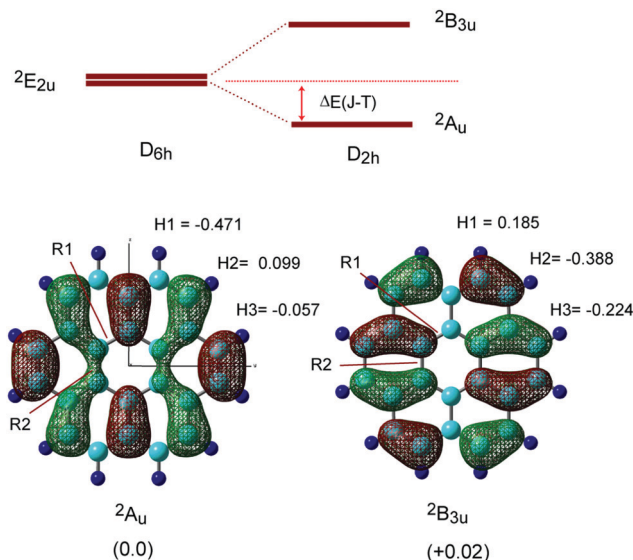 ²B₃ᵤ
²E₂ᵤ
ΔE(J-T)
²Aᵤ
D₆ₕ
D₂ₕ
H1 = -0.471
R1
H2= 0.099
H3= -0.057
R2
²Aᵤ
(0.0)
H1 = 0.185
R1
H2= -0.388
H3= -0.224
R2
²B₃ᵤ
(+0.02)